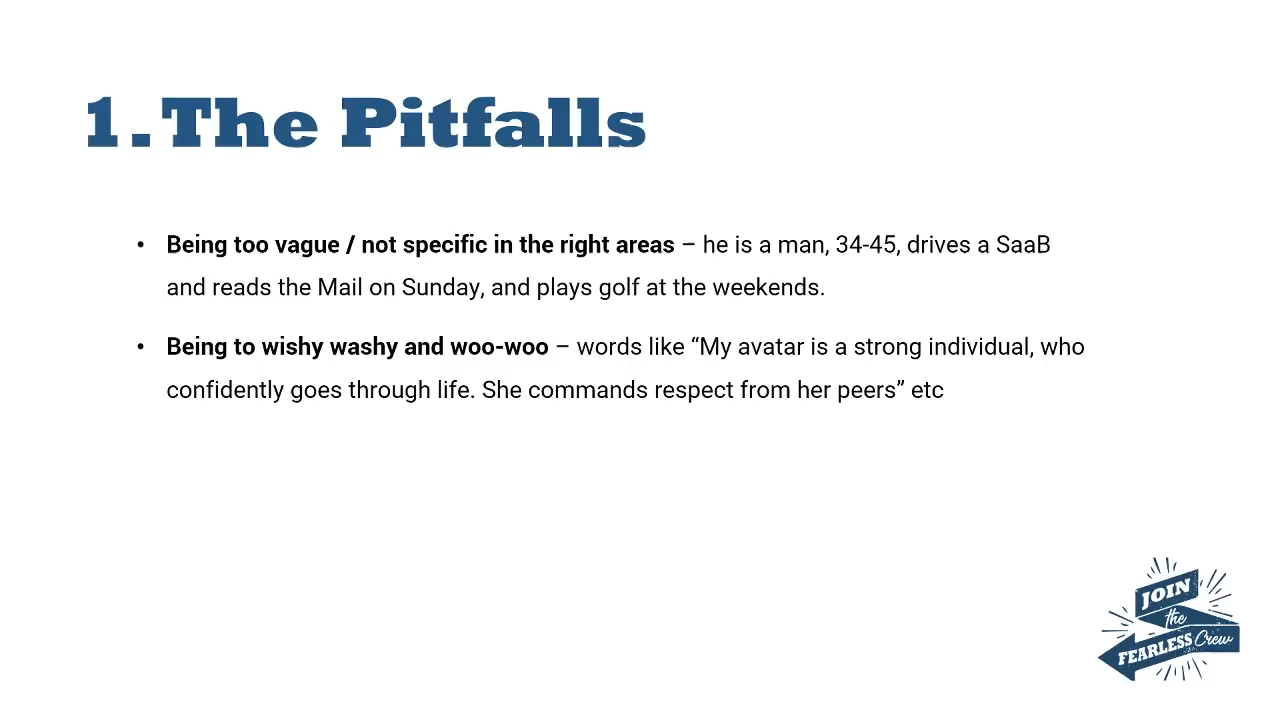 1. The Pitfalls
• Being too vague / not specific in the right areas – he is a man, 34-45, drives a SaaB
and reads the Mail on Sunday, and plays golf at the weekends.
• Being to wishy washy and woo-woo – words like “My avatar is a strong individual, who
confidently goes through life. She commands respect from her peers” etc
JOIN
the
FEARLESS Crew